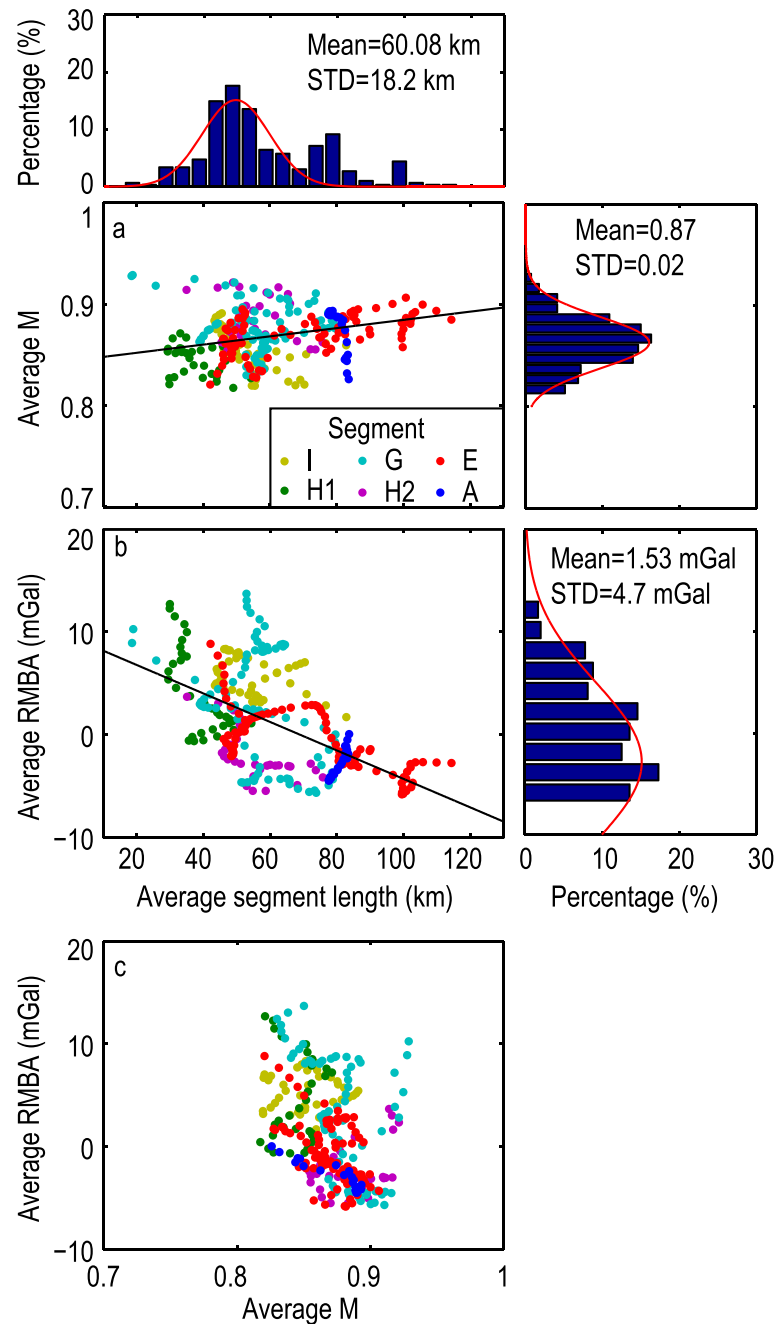 30
20
10
0
Percentage (%)
Mean=60.08 km
STD=18.2 km
1
0.9
0.8
0.7
Average M
a
Segment
I G E
H1 H2 A
Mean=0.87
STD=0.02
20
10
0
−10
Average RMBA (mGal)
b
20 40 60 80 100 120
Average segment length (km)
Mean=1.53 mGal
STD=4.7 mGal
0 10 20 30
Percentage (%)
20
10
0
−10
Average RMBA (mGal)
c
0.7 0.8 0.9 1
Average M